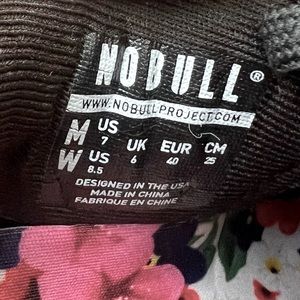 NOBULL®
WWW.NOBULLPROJECT.COM
M US 7 UK 6 EUR 40 CM 25
W US 8.5
DESIGNED IN THE USA
MADE IN CHINA
FABRIQUE EN CHINE